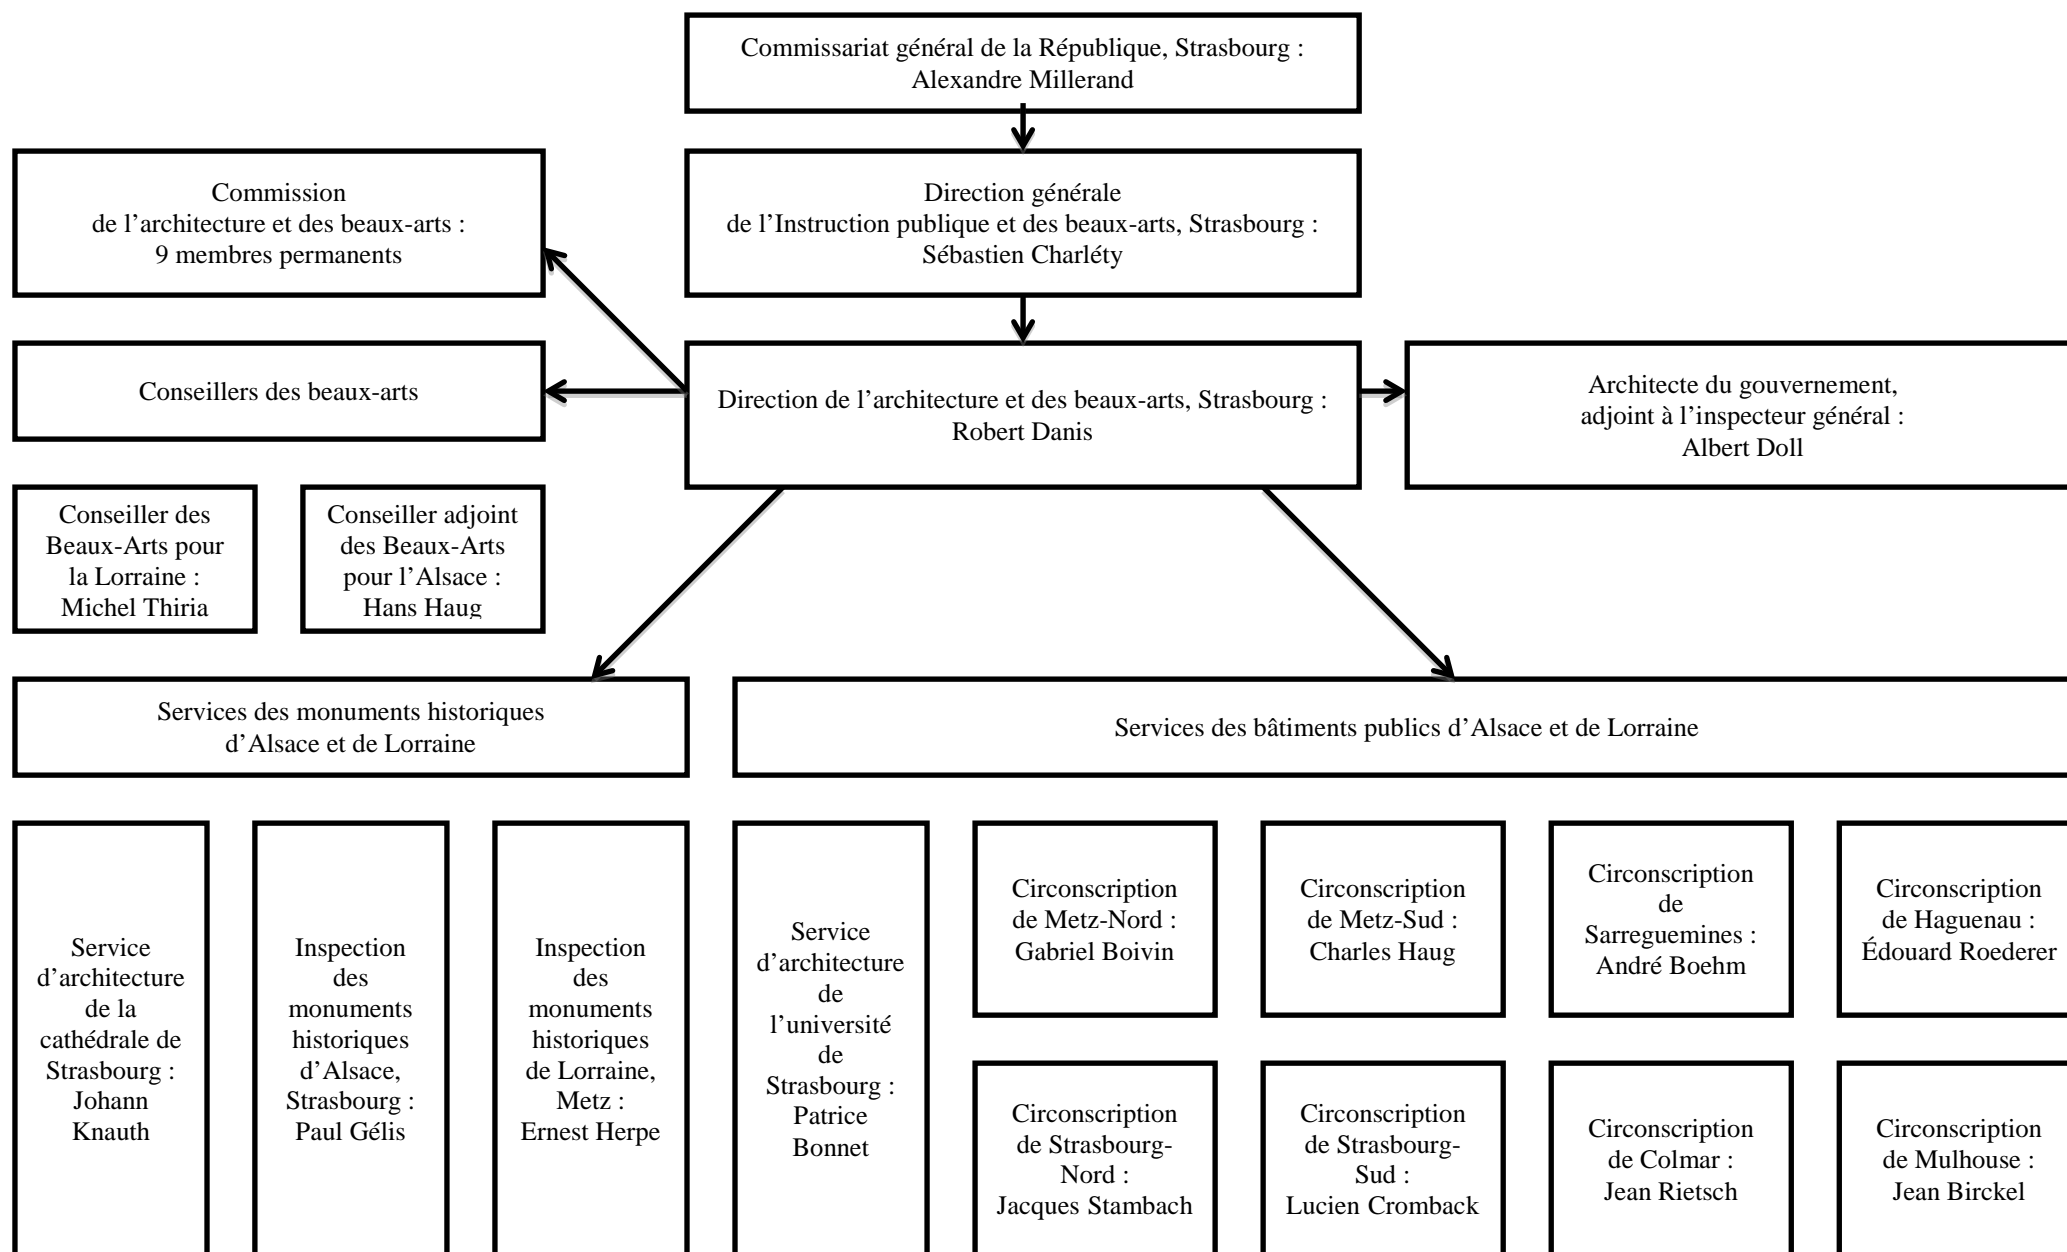 Commissariat général de la République, Strasbourg :
Alexandre Millerand
Commission
de l’architecture et des beaux-arts :
9 membres permanents
Direction générale
de l’Instruction publique et des beaux-arts, Strasbourg :
Sébastien Charléty
Conseillers des beaux-arts
Direction de l’architecture et des beaux-arts, Strasbourg :
Robert Danis
Architecte du gouvernement,
adjoint à l’inspecteur général :
Albert Doll
Conseiller des
Beaux-Arts pour
la Lorraine :
Michel Thiria
Conseiller adjoint
des Beaux-Arts
pour l’Alsace :
Hans Haug
Services des monuments historiques
d’Alsace et de Lorraine
Services des bâtiments publics d’Alsace et de Lorraine
Service
d’architecture
de la
cathédrale de
Strasbourg :
Johann
Knauth
Inspection
des
monuments
historiques
d’Alsace,
Strasbourg :
Paul Gélis
Inspection
des
monuments
historiques
de Lorraine,
Metz :
Ernest Herpe
Service
d’architecture
de
l’université
de
Strasbourg :
Patrice
Bonnet
Circonscription
de Metz-Nord :
Gabriel Boivin
Circonscription
de Metz-Sud :
Charles Haug
Circonscription
de
Sarreguemines :
André Boehm
Circonscription
de Haguenau :
Édouard Roederer
Circonscription
de Strasbourg-
Nord :
Jacques Stambach
Circonscription
de Strasbourg-
Sud :
Lucien Cromback
Circonscription
de Colmar :
Jean Rietsch
Circonscription
de Mulhouse :
Jean Birckel